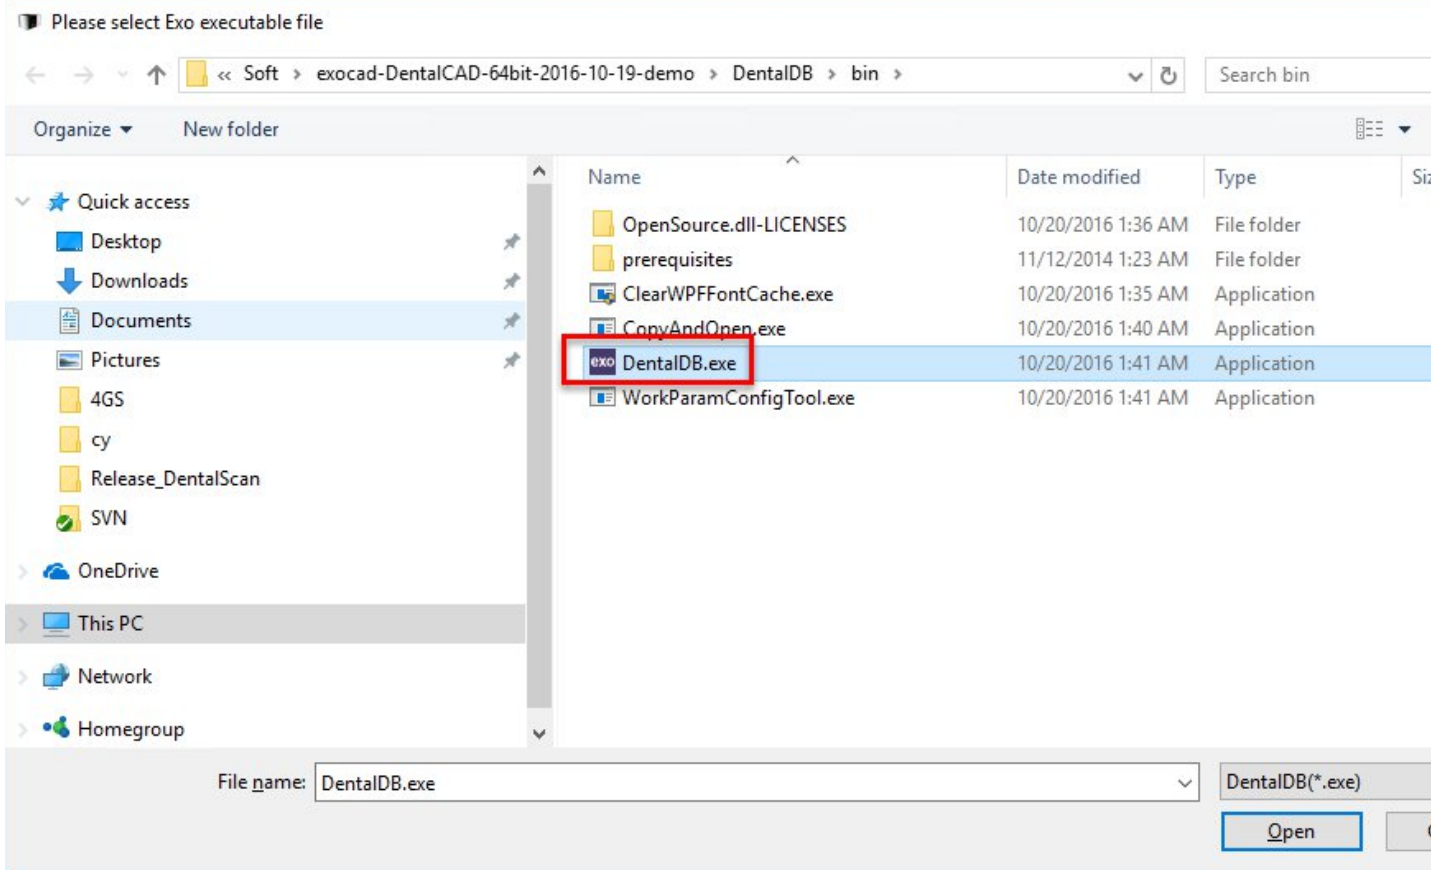 Please select Exo executable file
« Soft › exocad-DentalCAD-64bit-2016-10-19-demo › DentalDB › bin ›
Search bin
Organize
New folder
Name
Date modified
Type
Quick access
Desktop
Downloads
Documents
Pictures
4GS
cy
Release_DentalScan
SVN
OneDrive
This PC
Network
Homegroup
OpenSource.dll-LICENSES 10/20/2016 1:36 AM File folder
prerequisites 11/12/2014 1:23 AM File folder
ClearWPFFontCache.exe 10/20/2016 1:35 AM Application
CopyAndOpen.exe 10/20/2016 1:40 AM Application
exo DentalDB.exe 10/20/2016 1:41 AM Application
WorkParamConfigTool.exe 10/20/2016 1:41 AM Application
File name: DentalDB.exe
DentalDB(*.exe)
Open